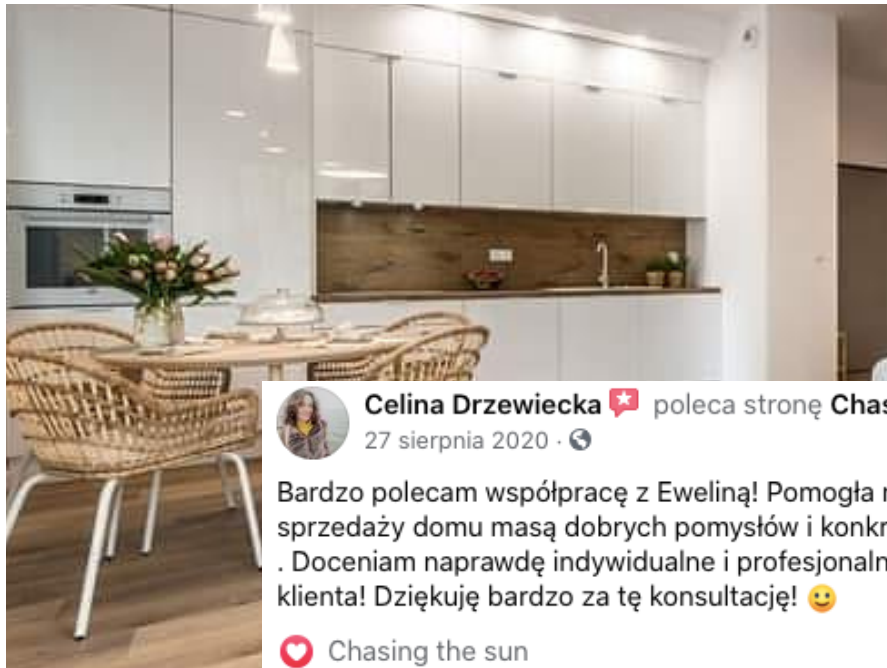 Celina Drzewiecka poleca stronę
27 sierpnia 2020
Bardzo polecam współpracę z Eweliną! Pomogła
sprzedaży domu masą dobrych pomysłów i
. Doceniam naprawdę indywidualne i
klienta! Dziękuję bardzo za tę konsultację! 🙂
Chasing the sun